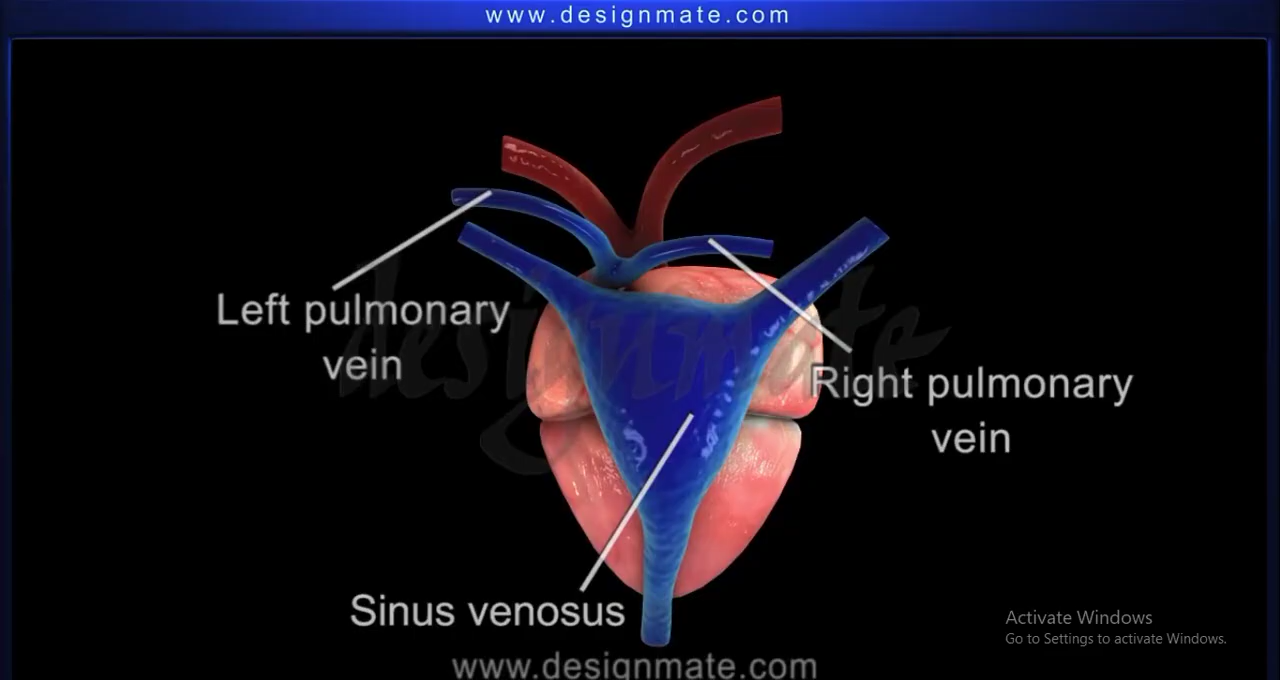 www.designmate.com
Left pulmonary
vein
designmate
Right pulmonary
vein
Sinus venosus
Activate Windows
Go to Settings to activate Windows.
www.designmate.com